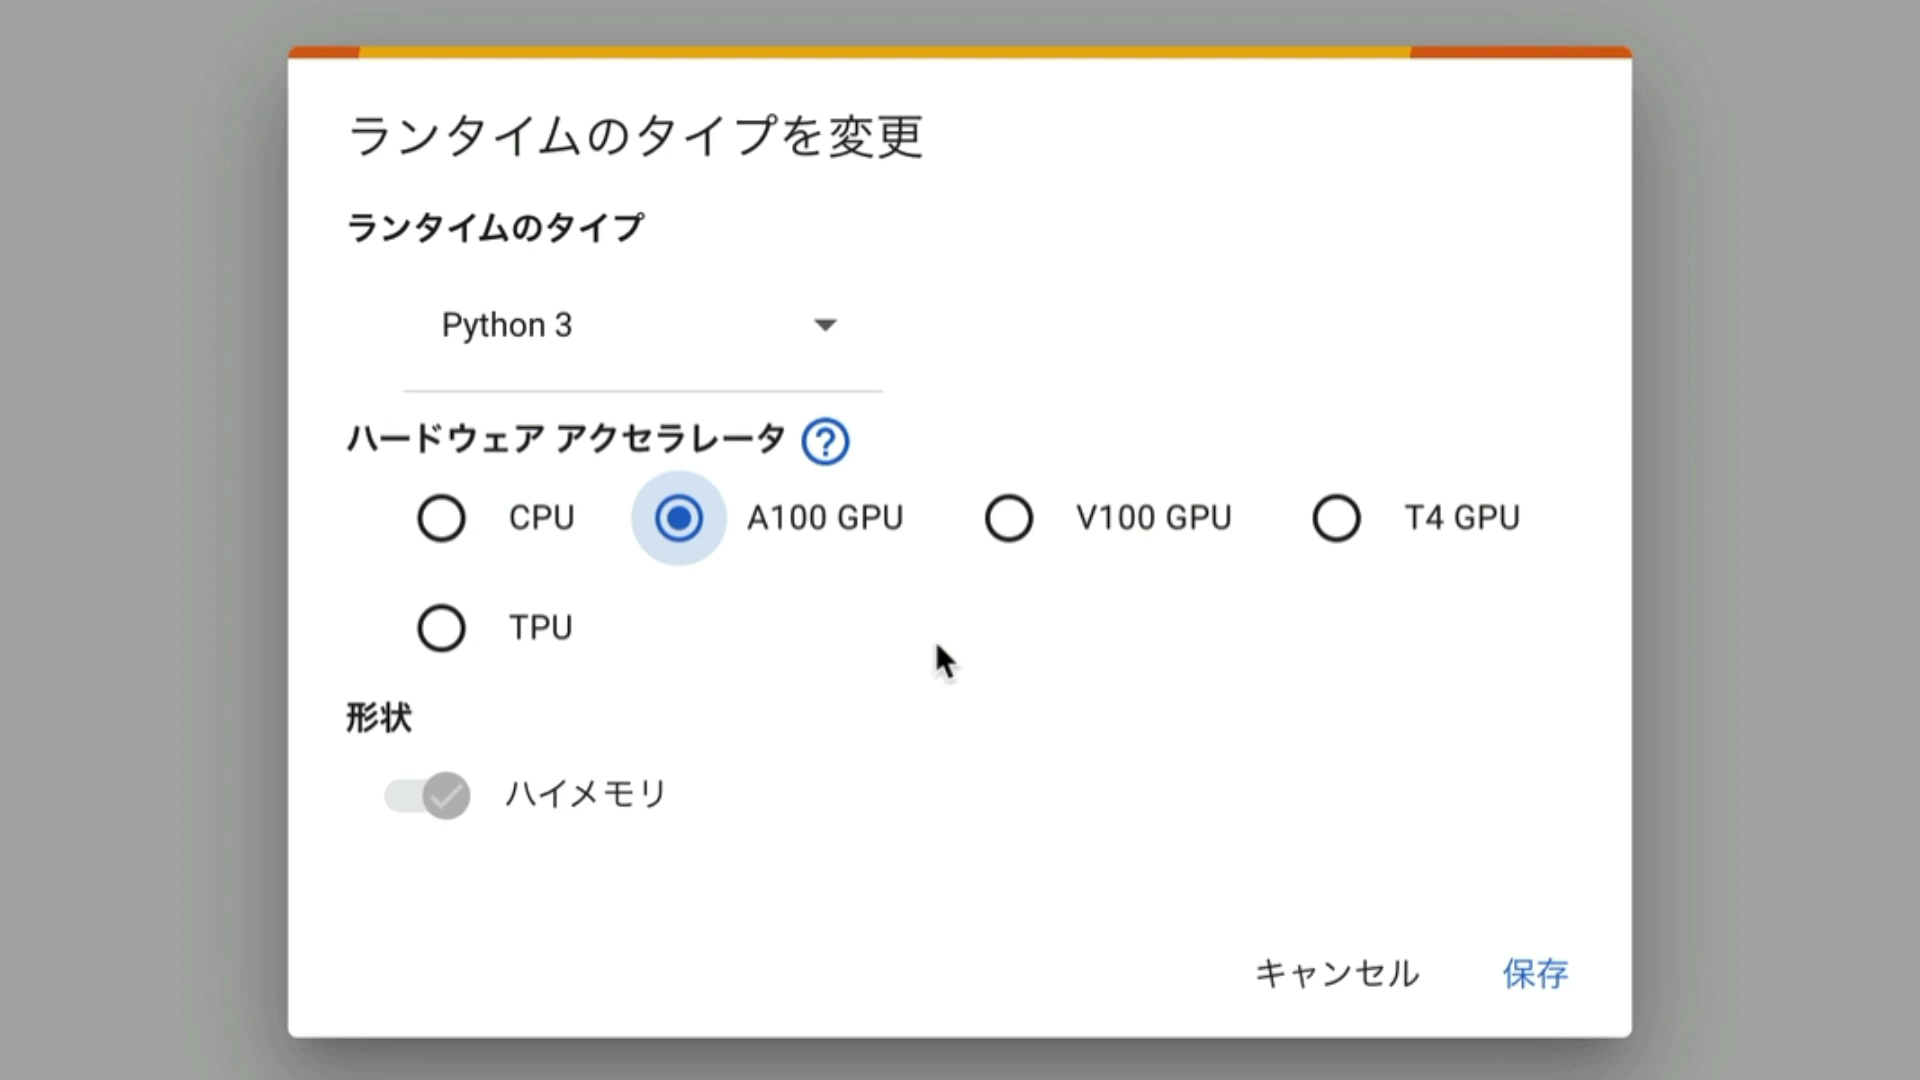 ランタイムのタイプを変更
ランタイムのタイプ
Python 3
ハードウェア アクセラレータ ?
CPU A100 GPU V100 GPU T4 GPU
TPU
形状
ハイメモリ
キャンセル 保存